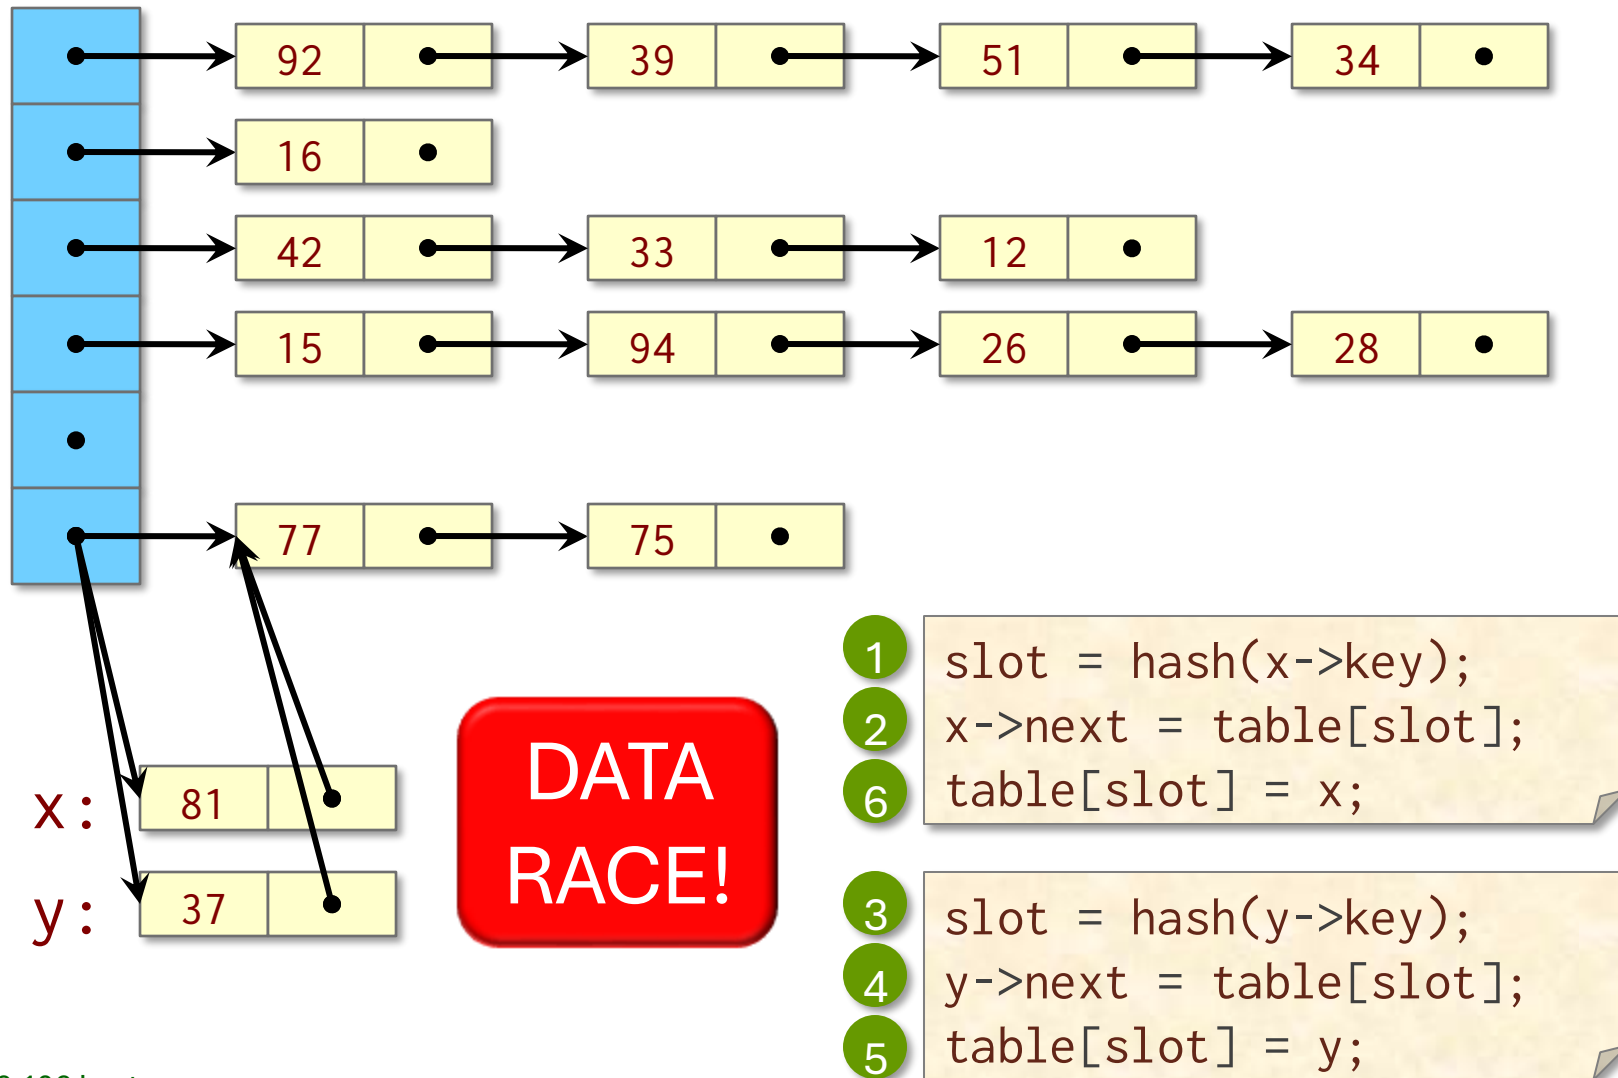 92 39 51 34
16
42 33 12
15 94 26 28
77 75
x: 81
y: 37
DATA
RACE!
1 slot = hash(x->key);
2 x->next = table[slot];
6 table[slot] = x;
3 slot = hash(y->key);
4 y->next = table[slot];
5 table[slot] = y;